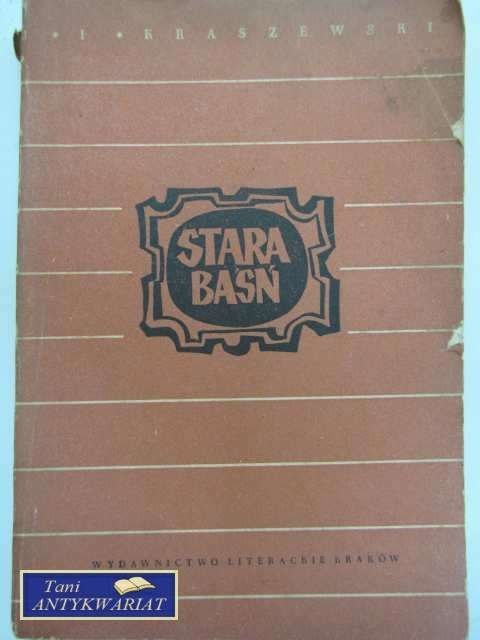 • I • KRASZEWSKI
STARA
BAŚŃ
WYDAWNICTWO LITERACKIE KRAKÓW
Tani
ANTYKWARIAT